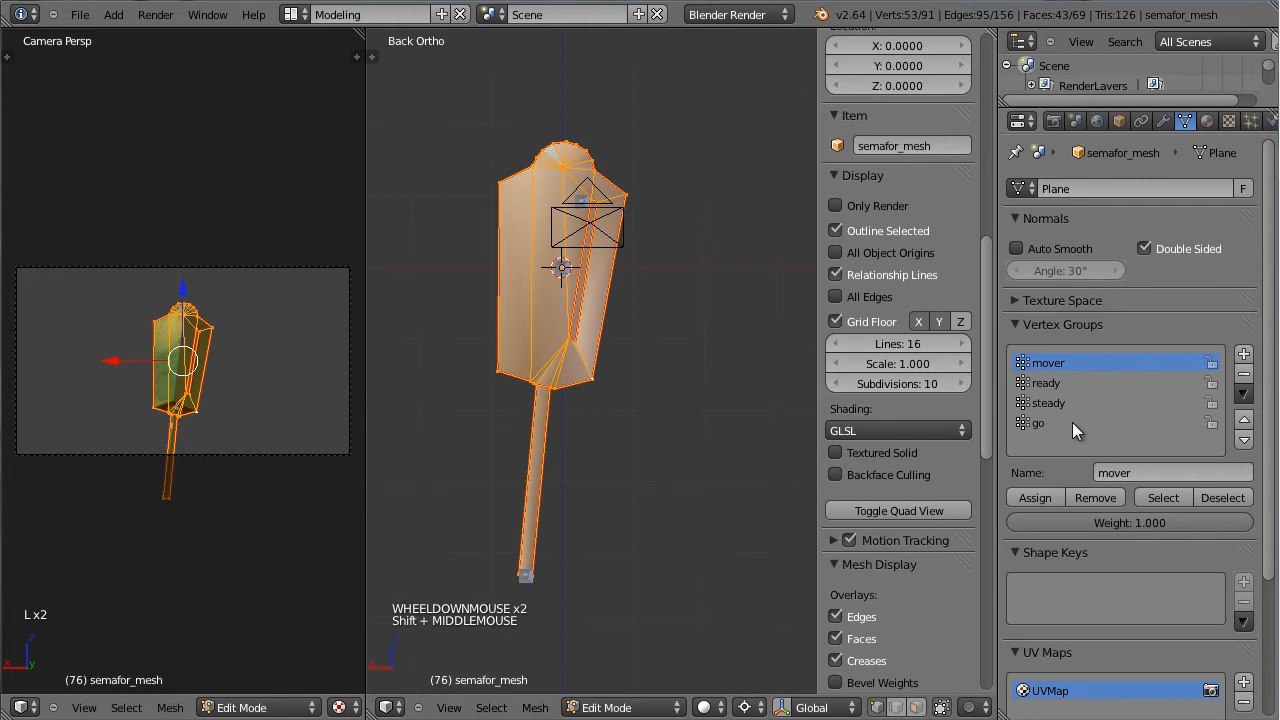 File Add Render Window Help Modeling Scene Blender Render v2.64 | Verts:53/91 | Edges:95/156 | Faces:43/69 | Tris:126 | semafor_mesh
Camera Persp
L x2
(76) semafor_mesh
View Select Mesh Edit Mode
Back Ortho
WHEELDOWNMOUSE x2
Shift + MIDDLEMOUSE
(76) semafor_mesh
View Select Mesh Edit Mode Global
X: 0.0000
Y: 0.0000
Z: 0.0000
Item
semafor_mesh
Display
Only Render
Outline Selected
All Object Origins
Relationship Lines
All Edges
Grid Floor X Y Z
Lines: 16
Scale: 1.000
Subdivisions: 10
Shading:
GLSL
Textured Solid
Backface Culling
Toggle Quad View
Motion Tracking
Mesh Display
Overlays:
Edges
Faces
Creases
Bevel Weights
View Search All Scenes
Scene
RenderLayers
semafor_mesh Plane
Plane F
Normals
Auto Smooth Double Sided
Angle: 30°
Texture Space
Vertex Groups
mover
ready
steady
go
Name: mover
Assign Remove Select Deselect
Weight: 1.000
Shape Keys
UV Maps
UVMap